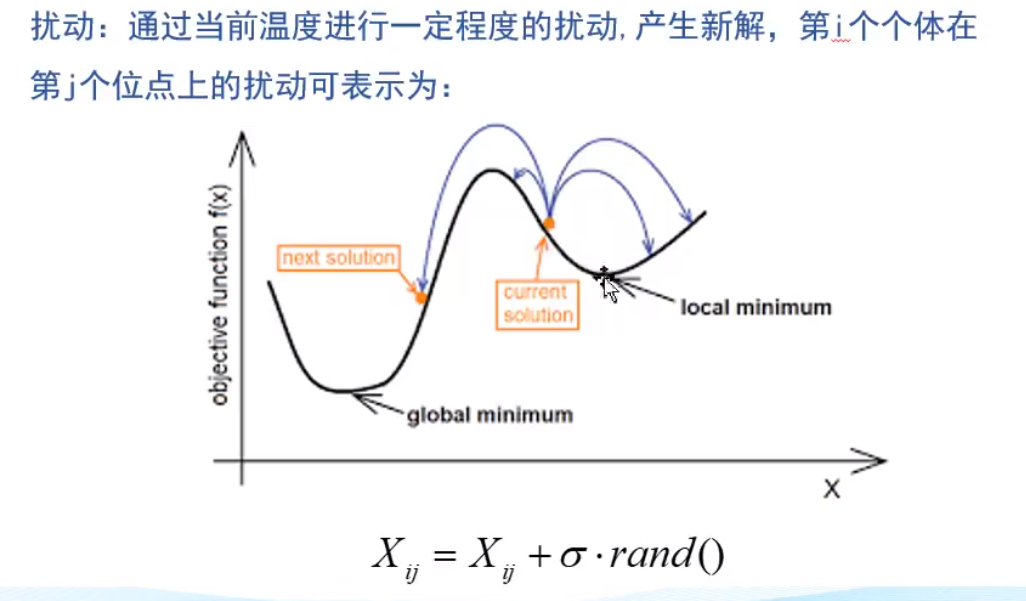 扰动：通过当前温度进行一定程度的扰动,产生新解，第i个个体在
第j个位点上的扰动可表示为：
objective function f(x)
next solution
current
solution
local minimum
global minimum
X
X_{ij} = X_{ij} + σ · rand()